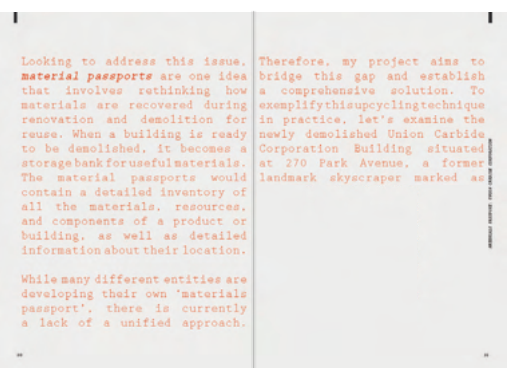 Looking to address this issue,
material passports are one idea
that involves rethinking how
materials are recovered during
renovation and demolition for
reuse. When a building is ready
to be demolished, it becomes a
storage bank for useful materials.
The material passports would
contain a detailed inventory of
all the materials, resources,
and components of a product or
building, as well as detailed
information about their location.
While many different entities are
developing their own 'materials
passport', there is currently
a lack of a unified approach.
Therefore, my project aims to
bridge this gap and establish
a comprehensive solution. To
exemplify this upcycling technique
in practice, let's examine the
newly demolished Union Carbide
Corporation Building situated
at 270 Park Avenue, a former
landmark skyscraper marked as